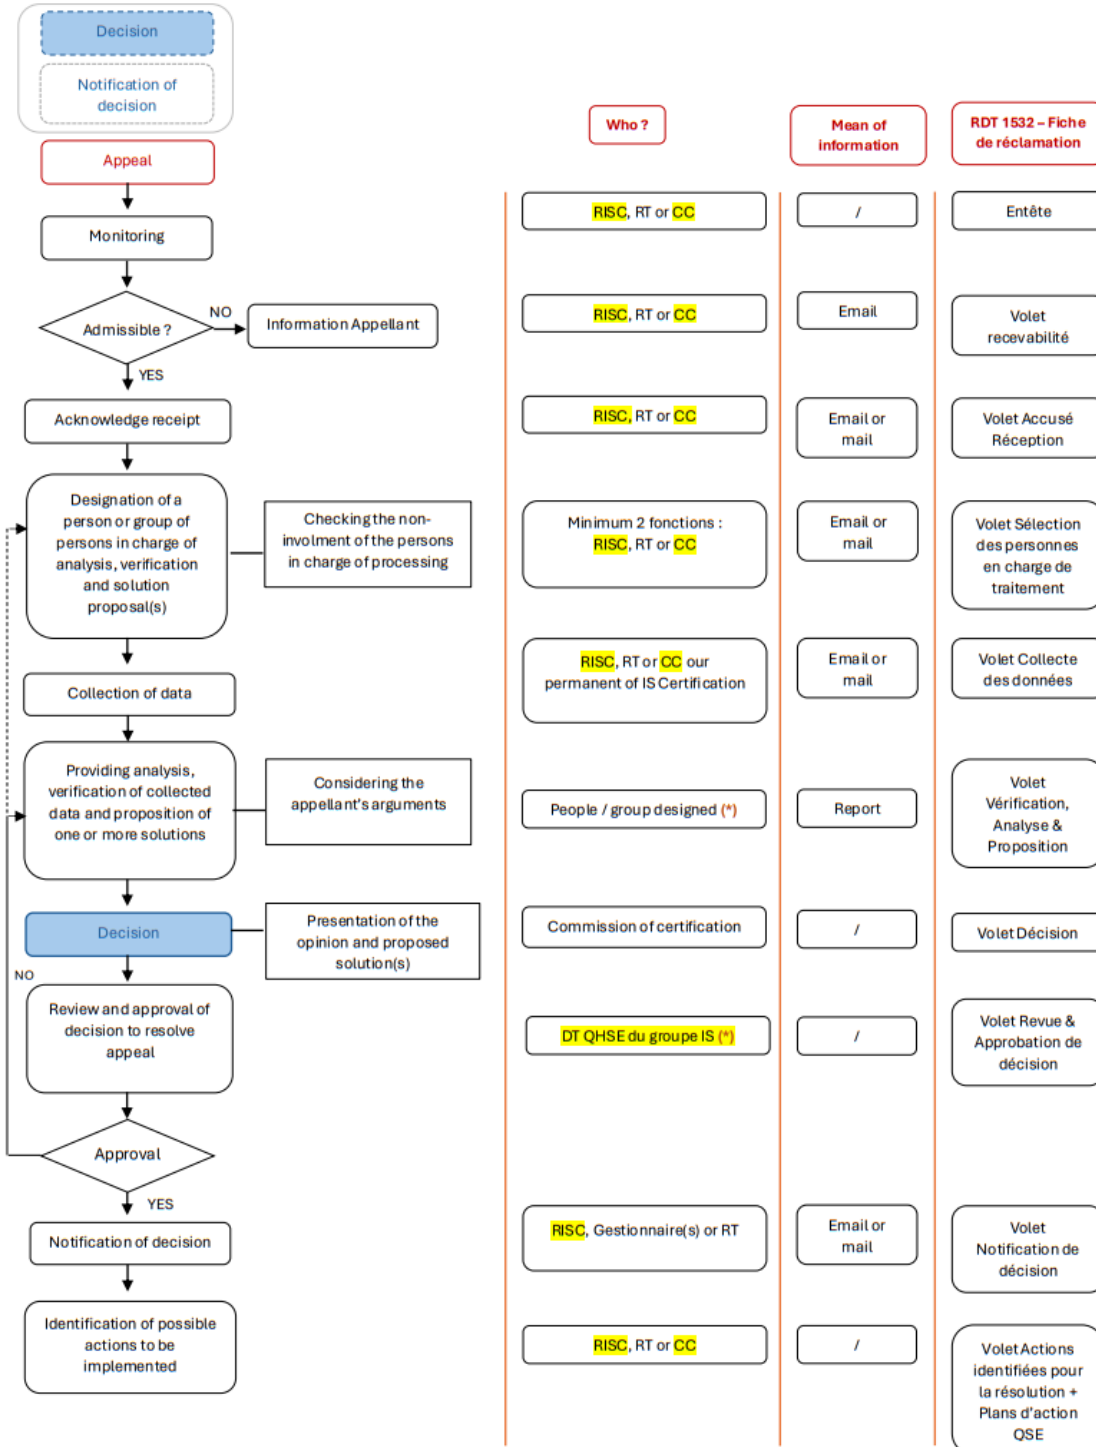 Decision
Notification of
decision
Who ?
Mean of
information
RDT 1532 – Fiche
de réclamation
Appeal
RISC, RT or CC
/
Entête
Monitoring
Admissible ?
NO
Information Appellant
RISC, RT or CC
Email
Volet
recevabilité
YES
Acknowledge receipt
RISC, RT or CC
Email or
mail
Volet Accusé
Réception
Designation of a
person or group of
persons in charge of
analysis, verification
and solution
proposal(s)
Checking the non-
involment of the persons
in charge of processing
Minimum 2 fonctions :
RISC, RT or CC
Email or
mail
Volet Sélection
des personnes
en charge de
traitement
Collection of data
RISC, RT or CC our
permanent of IS Certification
Email or
mail
Volet Collecte
des données
Providing analysis,
verification of collected
data and proposition of
one or more solutions
Considering the
appellant's arguments
People / group designed (*)
Report
Volet
Vérification,
Analyse &
Proposition
Decision
Presentation of the
opinion and proposed
solution(s)
Commission of certification
/
Volet Décision
NO
Review and approval of
decision to resolve
appeal
DT QHSE du groupe IS (*)
/
Volet Revue &
Approbation de
décision
Approval
YES
Notification of decision
RISC, Gestionnaire(s) or RT
Email or
mail
Volet
Notification de
décision
Identification of possible
actions to be
implemented
RISC, RT or CC
/
Volet Actions
identifiées pour
la résolution +
Plans d'action
QSE